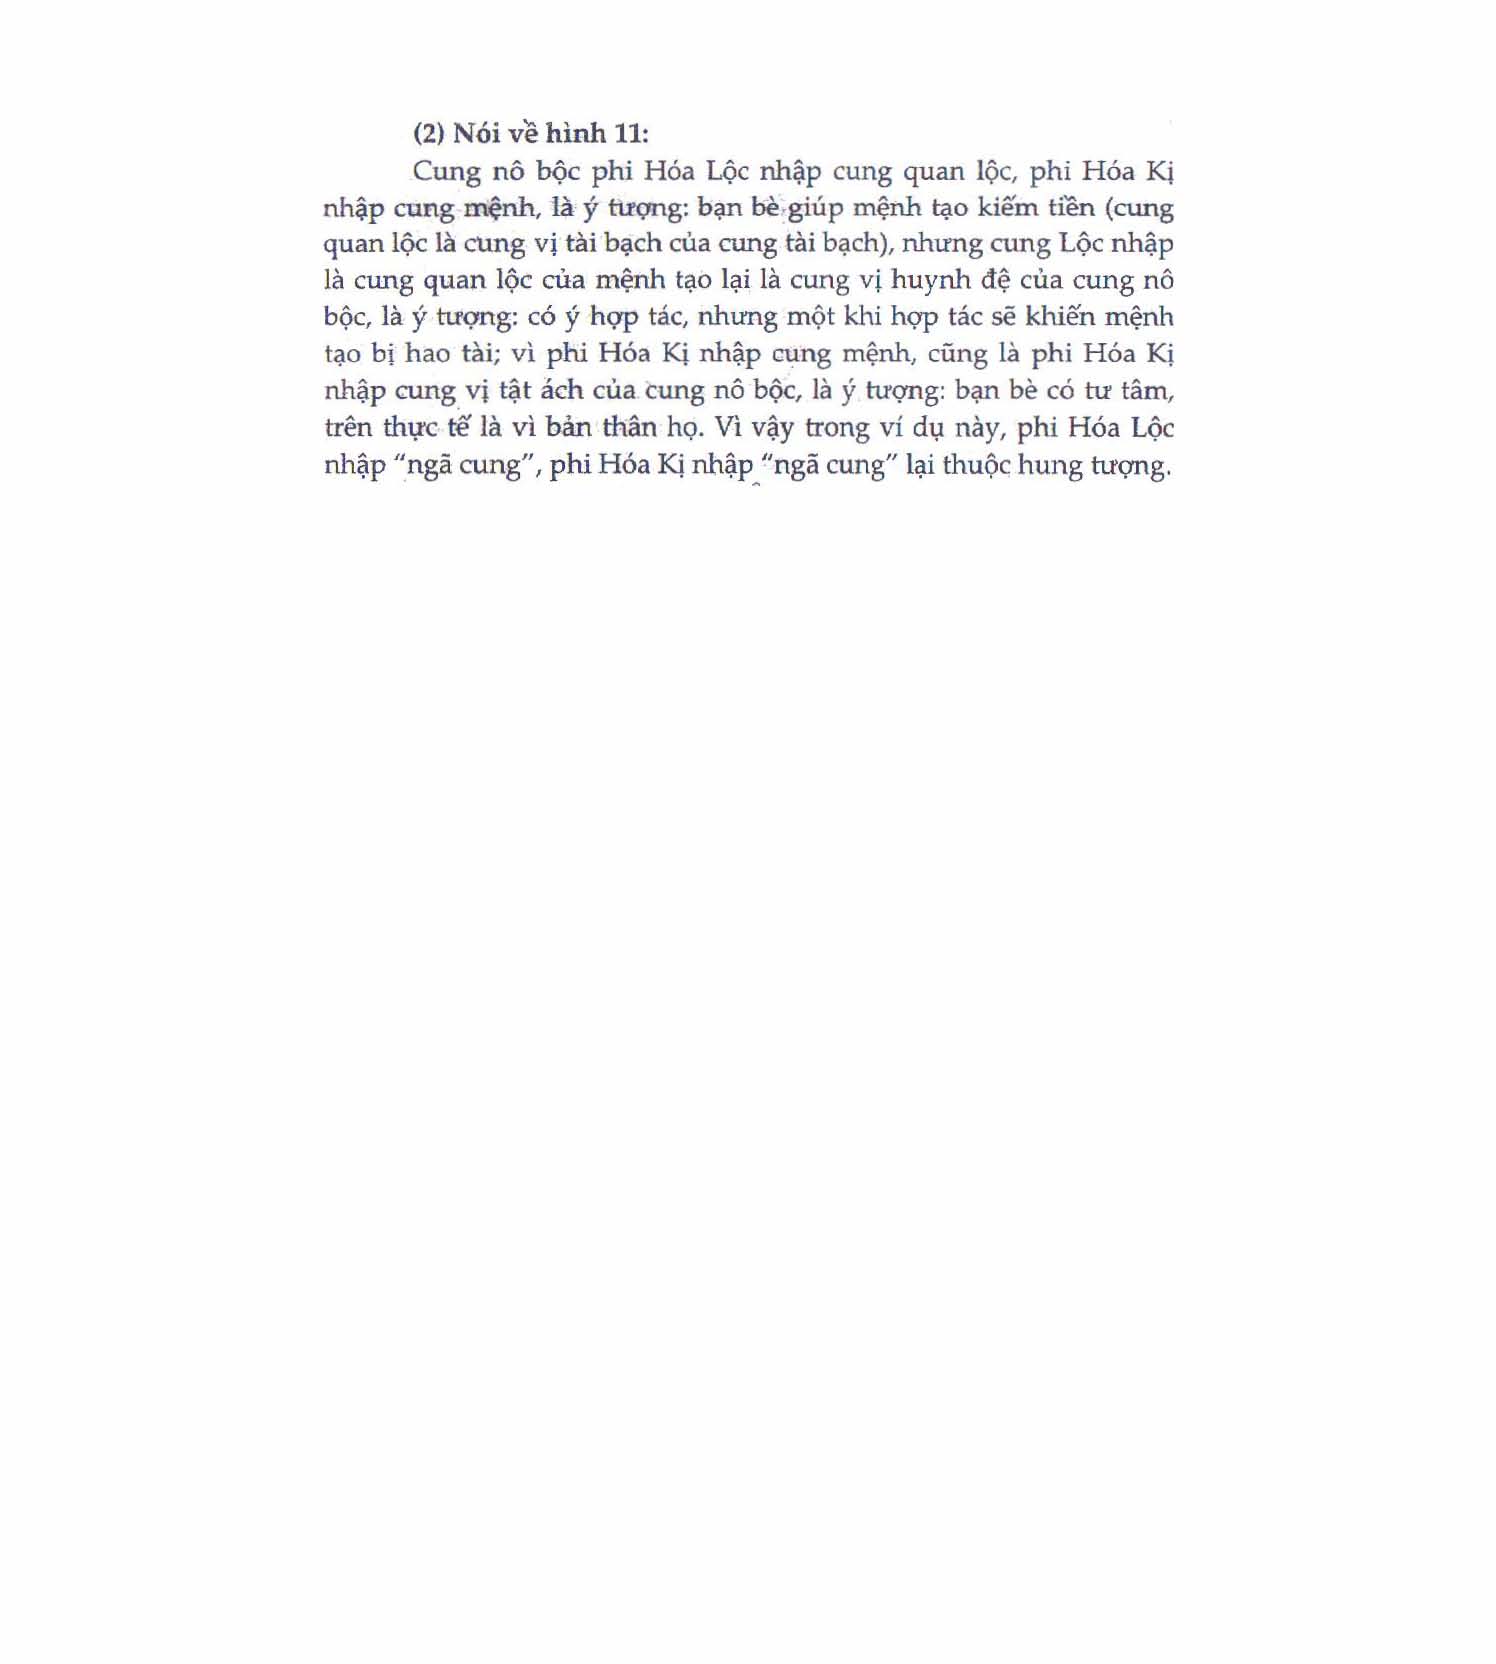 (2) Nói về hình 11:
Cung nô bộc phi Hóa Lộc nhập cung quan lộc, phi Hóa Kị
nhập cung mệnh, là ý tượng: bạn bè giúp mệnh tạo kiếm tiền (cung
quan lộc là cung vị tài bạch của cung tài bạch), nhưng cung Lộc nhập
là cung quan lộc của mệnh tạo lại là cung vị huynh đệ của cung nô
bộc, là ý tượng: có ý hợp tác, nhưng một khi hợp tác sẽ khiến mệnh
tạo bị hao tài; vì phi Hóa Kị nhập cung mệnh, cũng là phi Hóa Kị
nhập cung vị tật ách của cung nô bộc, là ý tượng: bạn bè có tư tâm,
trên thực tế là vì bản thân họ. Vì vậy trong ví dụ này, phi Hóa Lộc
nhập "ngã cung", phi Hóa Kị nhập "ngã cung" lại thuộc hung tượng.